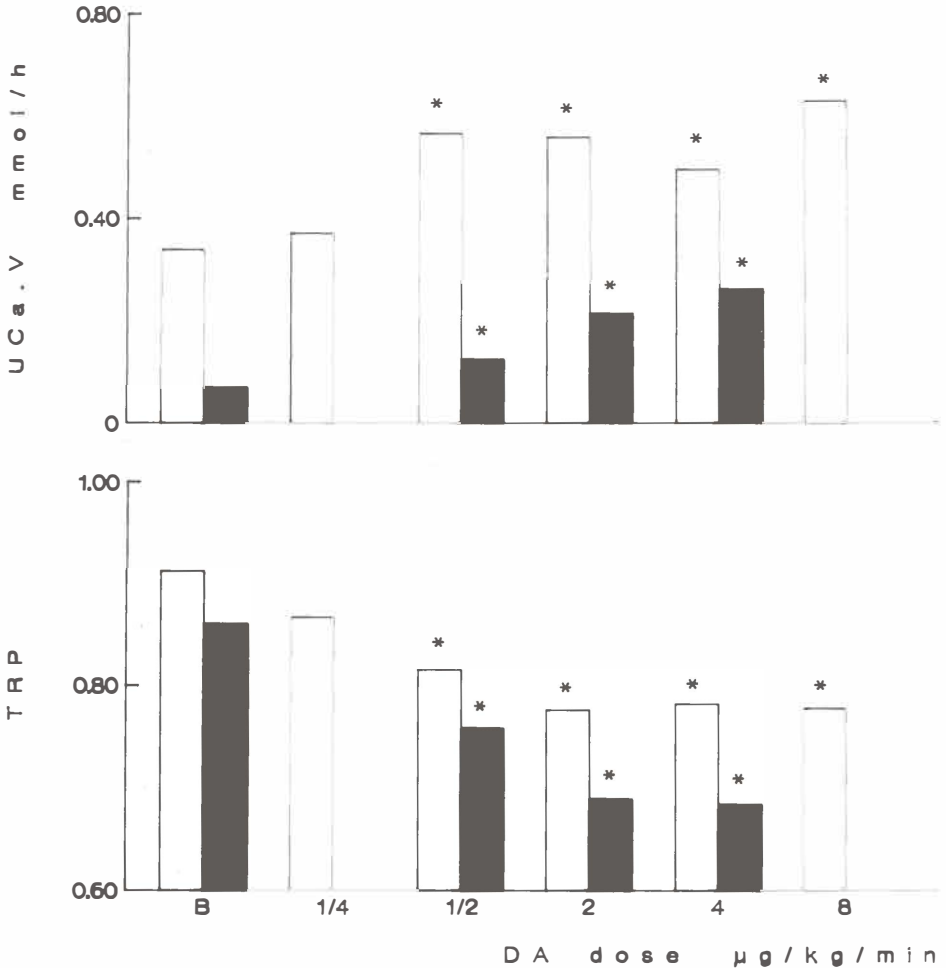 0.80
0.40
0
UCa.V mmol/h
* * * *
* * *
1.00
0.80
0.60
TRP
* * * *
* * *
B 1/4 1/2 2 4 8
DA dose µg/kg/min